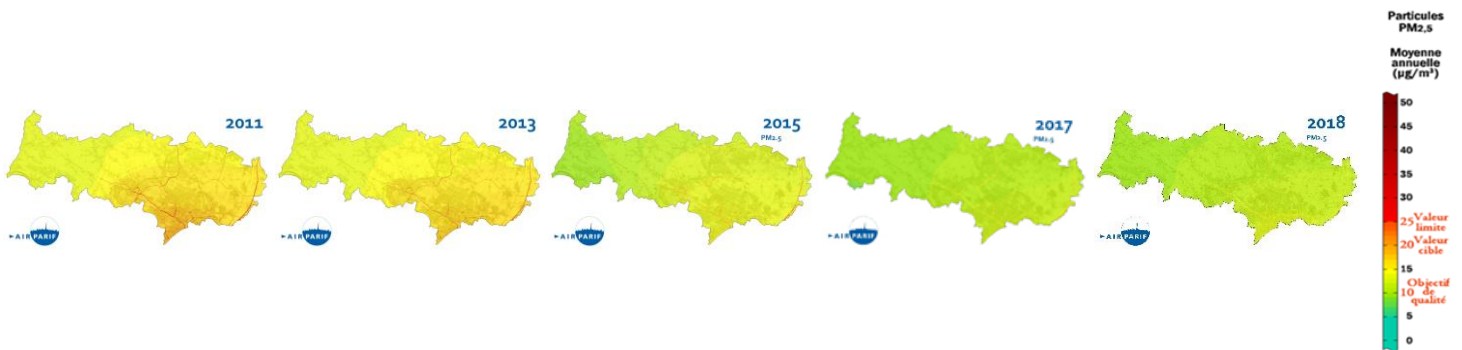 2011
AIRPARIF
2013
AIRPARIF
2015
PM2.5
AIRPARIF
2017
PM2.5
AIRPARIF
2018
PM2.5
AIRPARIF
Particules
PM2,5
Moyenne
annuelle
(µg/m³)
50
45
40
35
30
25 Valeur
limite
20 Valeur
cible
15
Objectif
10 de
qualité
5
0